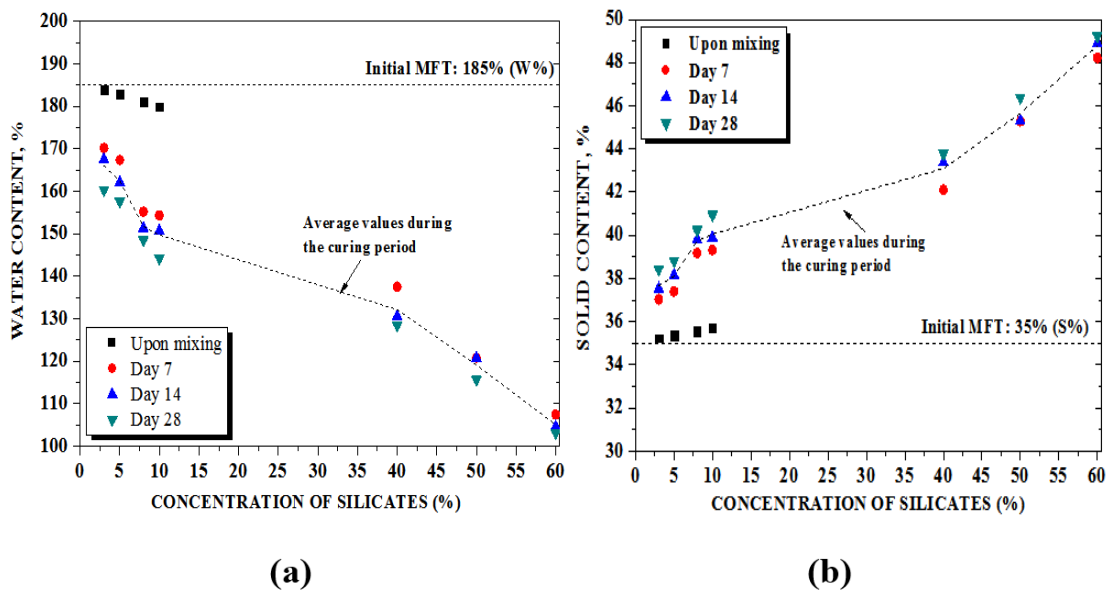 200
190
180
170
160
150
140
130
120
110
100
WATER CONTENT, %
Initial MFT: 185% (W%)
Average values during
the curing period
Upon mixing
Day 7
Day 14
Day 28
0 5 10 15 20 25 30 35 40 45 50 55 60
CONCENTRATION OF SILICATES (%)
(a)
50
48
46
44
42
40
38
36
34
32
30
SOLID CONTENT, %
Upon mixing
Day 7
Day 14
Day 28
Average values during
the curing period
Initial MFT: 35% (S%)
0 5 10 15 20 25 30 35 40 45 50 55 60
CONCENTRATION OF SILICATES (%)
(b)